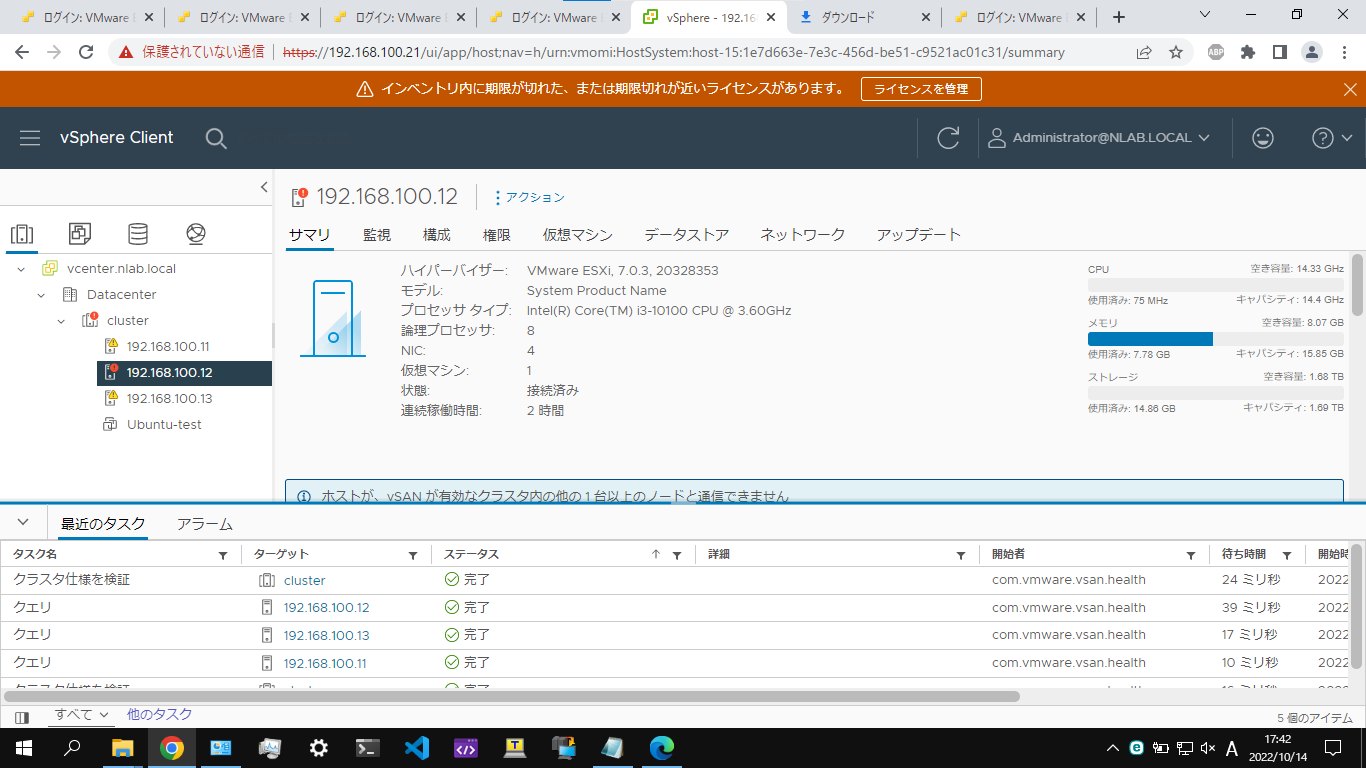 ログイン: VMware
ログイン: VMware
ログイン: VMware
ログイン: VMware
vSphere - 192.16
ダウンロード
ログイン: VMware
保護されていない通信
https://192.168.100.21/ui/app/host;nav=h/urn:vmomi:HostSystem:host-15:1e7d663e-7e3c-456d-be51-c9521ac01c31/summary
ABP
インベントリ内に期限が切れた、または期限切れが近いライセンスがあります。
ライセンスを管理
vSphere Client
Administrator@NLAB.LOCAL
vcenter.nlab.local
Datacenter
cluster
192.168.100.11
192.168.100.12
192.168.100.13
Ubuntu-test
192.168.100.12
アクション
サマリ 監視 構成 権限 仮想マシン データストア ネットワーク アップデート
ハイパーバイザー: VMware ESXi, 7.0.3, 20328353
モデル: System Product Name
プロセッサ タイプ: Intel(R) Core(TM) i3-10100 CPU @ 3.60GHz
論理プロセッサ: 8
NIC: 4
仮想マシン: 1
状態: 接続済み
連続稼働時間: 2 時間
CPU 空き容量: 14.33 GHz
使用済み: 75 MHz キャパシティ: 14.4 GHz
メモリ 空き容量: 8.07 GB
使用済み: 7.78 GB キャパシティ: 15.85 GB
ストレージ 空き容量: 1.68 TB
使用済み: 14.86 GB キャパシティ: 1.69 TB
ホストが、vSAN が有効なクラスタ内の他の 1 台以上のノードと通信できません
最近のタスク アラーム
タスク名 ターゲット ステータス 詳細 開始者 待ち時間 開始時
クラスタ仕様を検証 cluster 完了 com.vmware.vsan.health 24 ミリ秒 2022
クエリ 192.168.100.12 完了 com.vmware.vsan.health 39 ミリ秒 2022
クエリ 192.168.100.13 完了 com.vmware.vsan.health 17 ミリ秒 2022
クエリ 192.168.100.11 完了 com.vmware.vsan.health 10 ミリ秒 2022
すべて 他のタスク
5 個のアイテム
A
17:42
2022/10/14